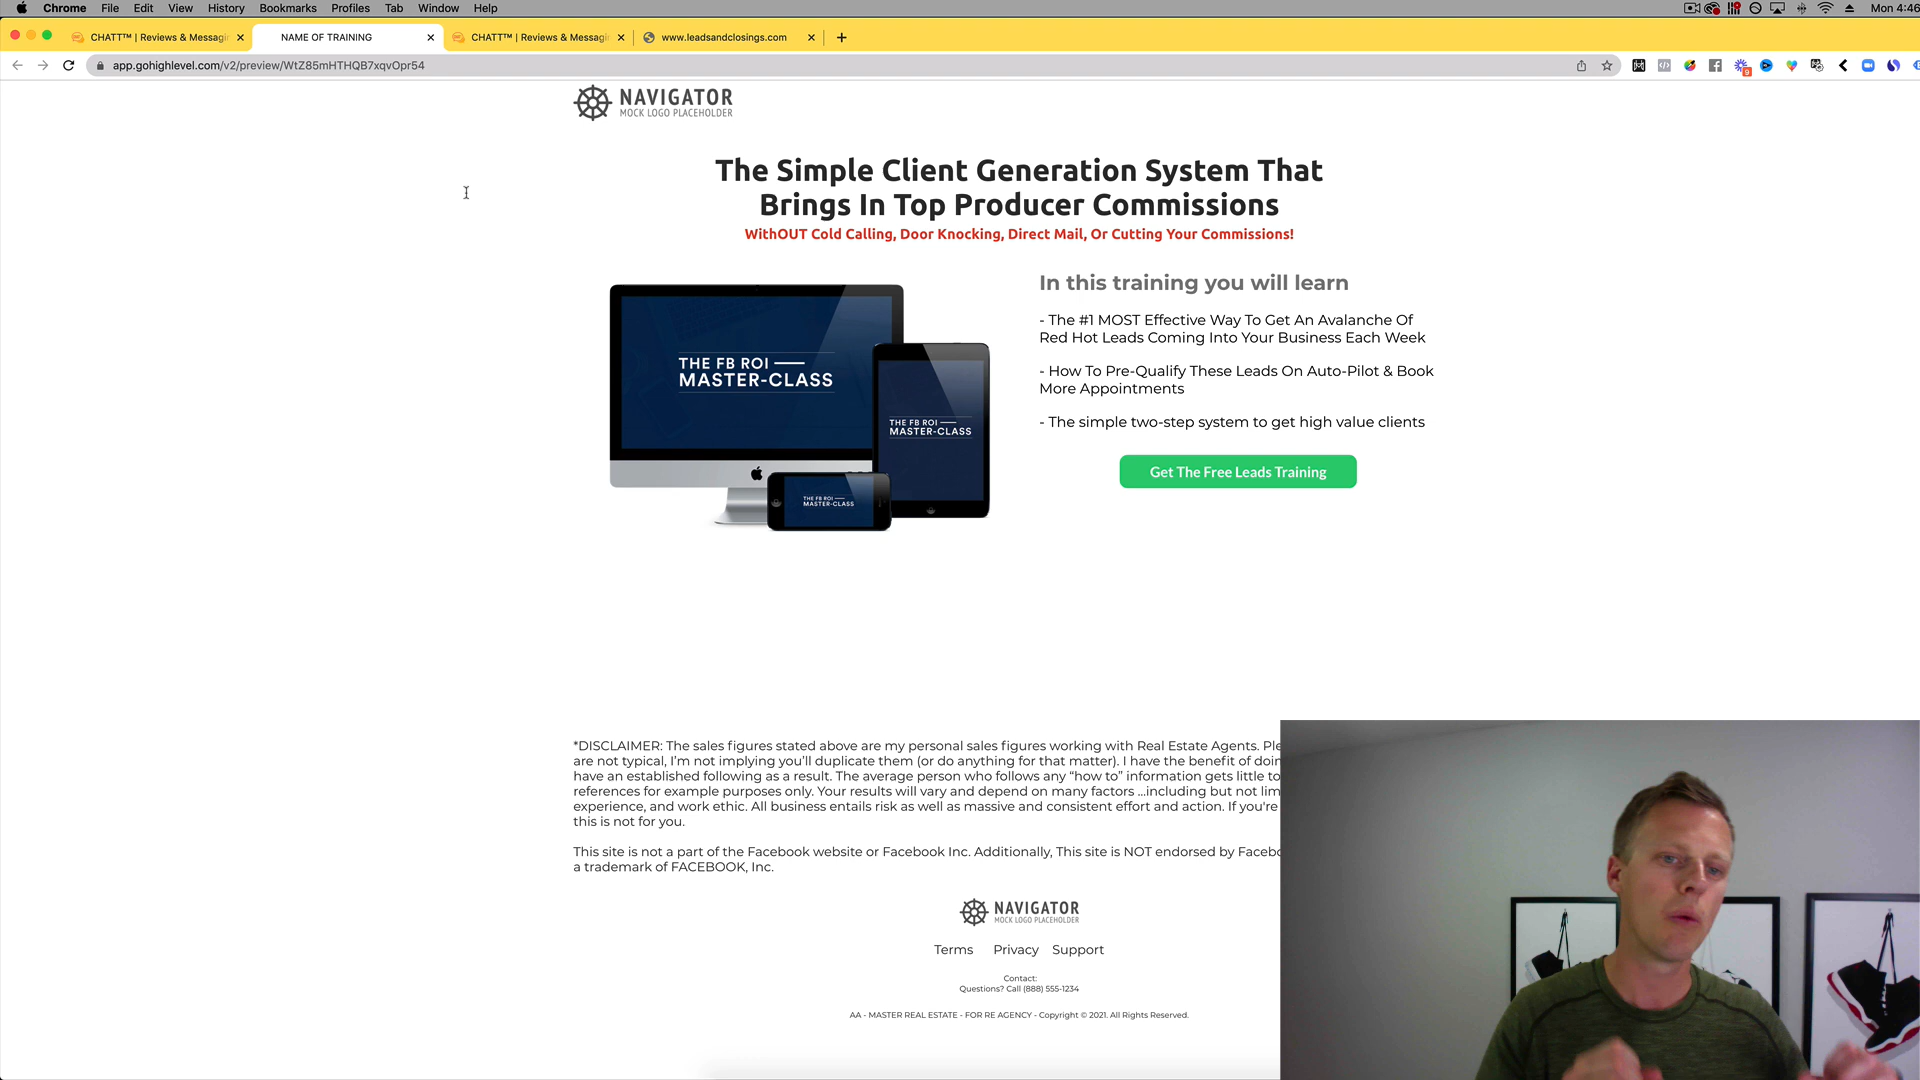 Chrome File Edit View History Bookmarks Profiles Tab Window Help Mon 4:46
CHATT™ | Reviews & Messagin NAME OF TRAINING CHATT™ | Reviews & Messagin www.leadsandclosings.com
app.gohighlevel.com/v2/preview/WtZ85mHTHQB7xqvOpr54
9
NAVIGATOR
MOCK LOGO PLACEHOLDER
The Simple Client Generation System That
Brings In Top Producer Commissions
WithOUT Cold Calling, Door Knocking, Direct Mail, Or Cutting Your Commissions!
THE FB ROI
MASTER-CLASS
THE FB ROI
MASTER-CLASS
THE FB ROI
MASTER-CLASS
In this training you will learn
- The #1 MOST Effective Way To Get An Avalanche Of
Red Hot Leads Coming Into Your Business Each Week
- How To Pre-Qualify These Leads On Auto-Pilot & Book
More Appointments
- The simple two-step system to get high value clients
Get The Free Leads Training
*DISCLAIMER: The sales figures stated above are my personal sales figures working with Real Estate Agents. Ple
are not typical, I'm not implying you'll duplicate them (or do anything for that matter). I have the benefit of doin
have an established following as a result. The average person who follows any “how to” information gets little to
references for example purposes only. Your results will vary and depend on many factors ...including but not lim
experience, and work ethic. All business entails risk as well as massive and consistent effort and action. If you're
this is not for you.
This site is not a part of the Facebook website or Facebook Inc. Additionally, This site is NOT endorsed by Facebo
a trademark of FACEBOOK, Inc.
NAVIGATOR
MOCK LOGO PLACEHOLDER
Terms Privacy Support
Contact:
Questions? Call (888) 555-1234
AA - MASTER REAL ESTATE - FOR RE AGENCY - Copyright © 2021. All Rights Reserved.